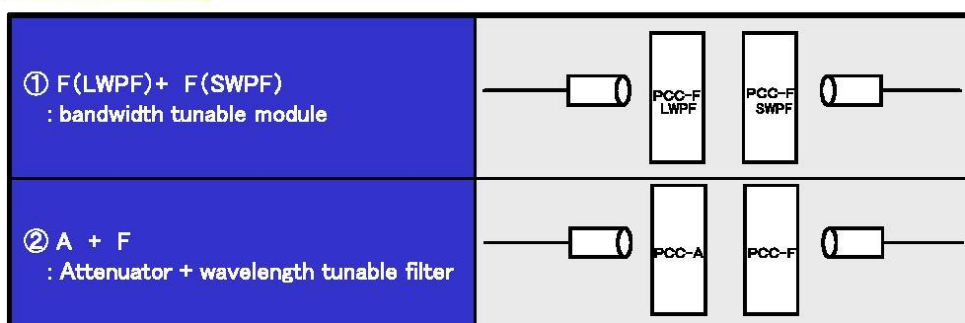 ① F(LWPF)+ F(SWPF)
: bandwidth tunable module
PCC-F
LWPF
PCC-F
SWPF
② A + F
: Attenuator + wavelength tunable filter
PCC-A
PCC-F